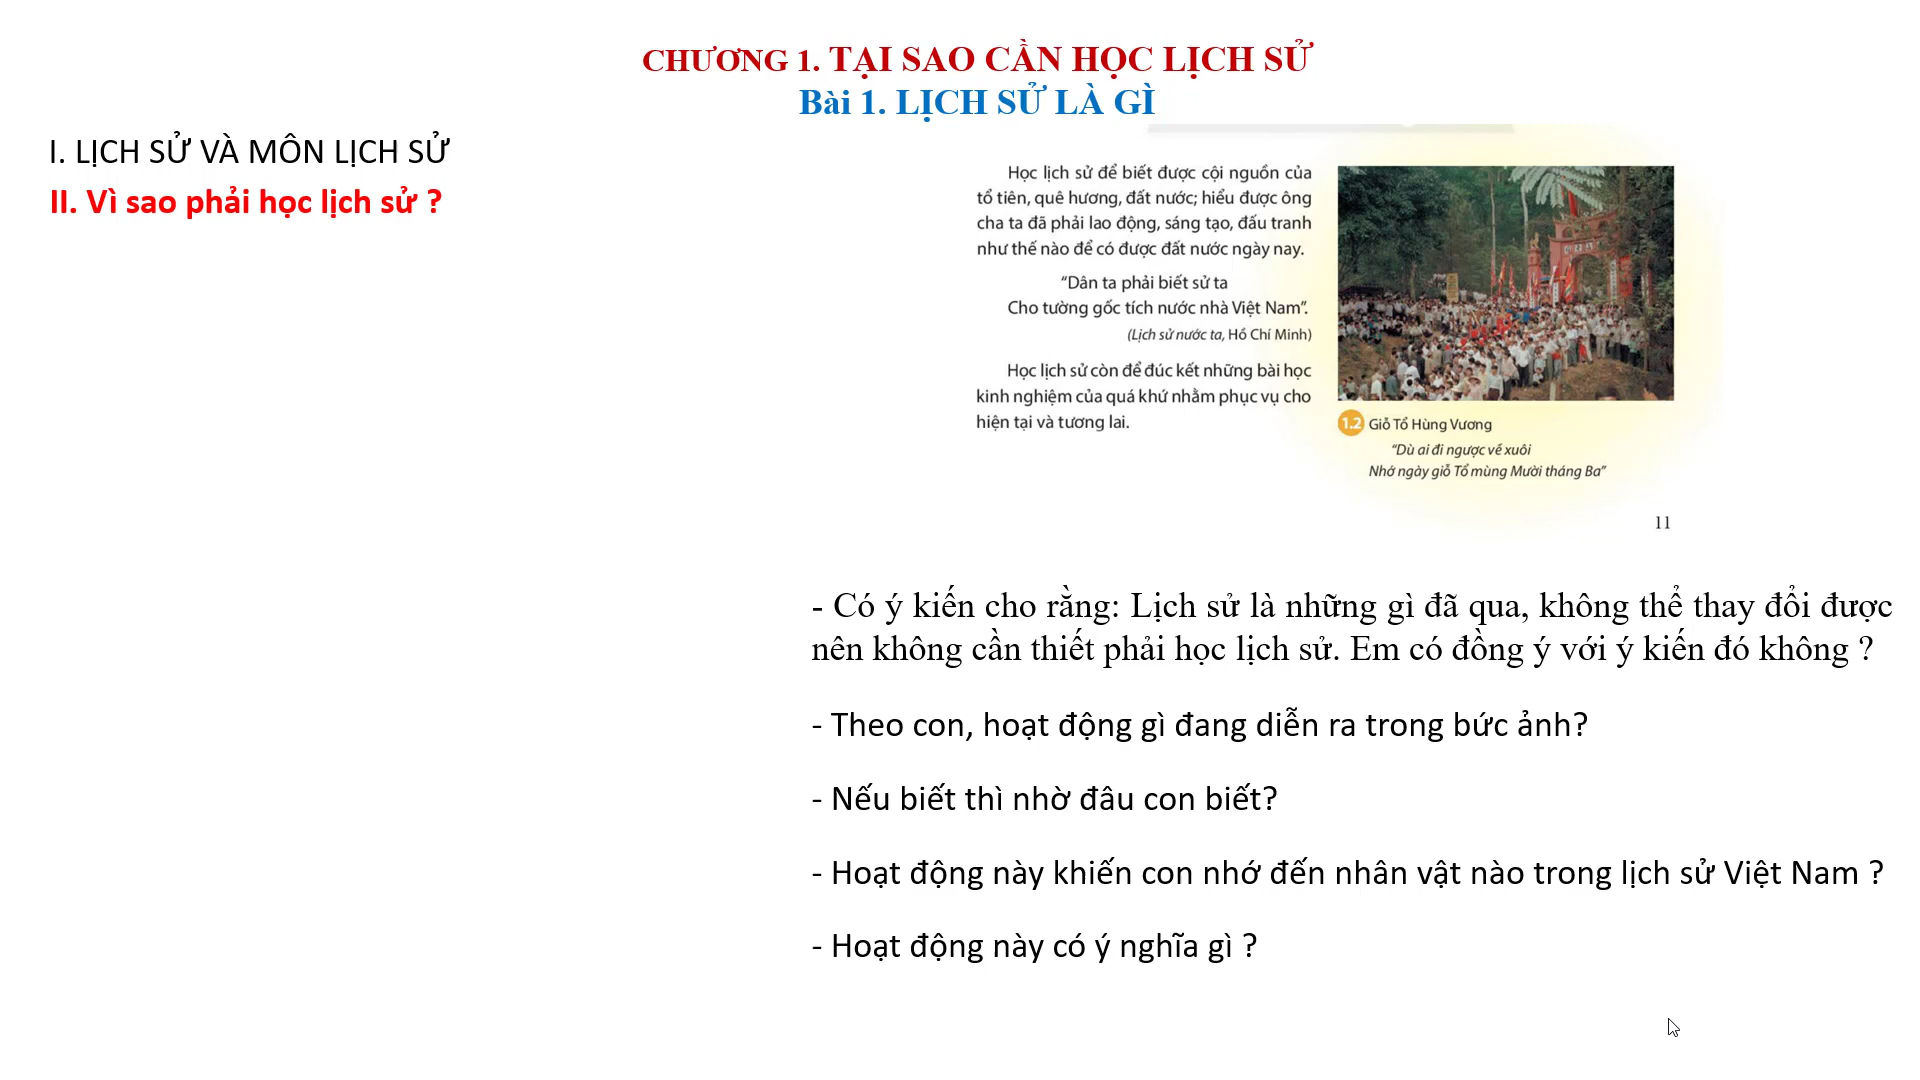 CHƯƠNG 1. TẠI SAO CẦN HỌC LỊCH SỬ
Bài 1. LỊCH SỬ LÀ GÌ
I. LỊCH SỬ VÀ MÔN LỊCH SỬ
II. Vì sao phải học lịch sử ?
Học lịch sử để biết được cội nguồn của
tổ tiên, quê hương, đất nước; hiểu được ông
cha ta đã phải lao động, sáng tạo, đấu tranh
như thế nào để có được đất nước ngày nay.
“Dân ta phải biết sử ta
Cho tường gốc tích nước nhà Việt Nam”.
(Lịch sử nước ta, Hồ Chí Minh)
Học lịch sử còn để đúc kết những bài học
kinh nghiệm của quá khứ nhằm phục vụ cho
hiện tại và tương lai.
1.2 Giỗ Tổ Hùng Vương
“Dù ai đi ngược về xuôi
Nhớ ngày giỗ Tổ mùng Mười tháng Ba”
11
- Có ý kiến cho rằng: Lịch sử là những gì đã qua, không thể thay đổi được
nên không cần thiết phải học lịch sử. Em có đồng ý với ý kiến đó không ?
- Theo con, hoạt động gì đang diễn ra trong bức ảnh?
- Nếu biết thì nhờ đâu con biết?
- Hoạt động này khiến con nhớ đến nhân vật nào trong lịch sử Việt Nam ?
- Hoạt động này có ý nghĩa gì ?